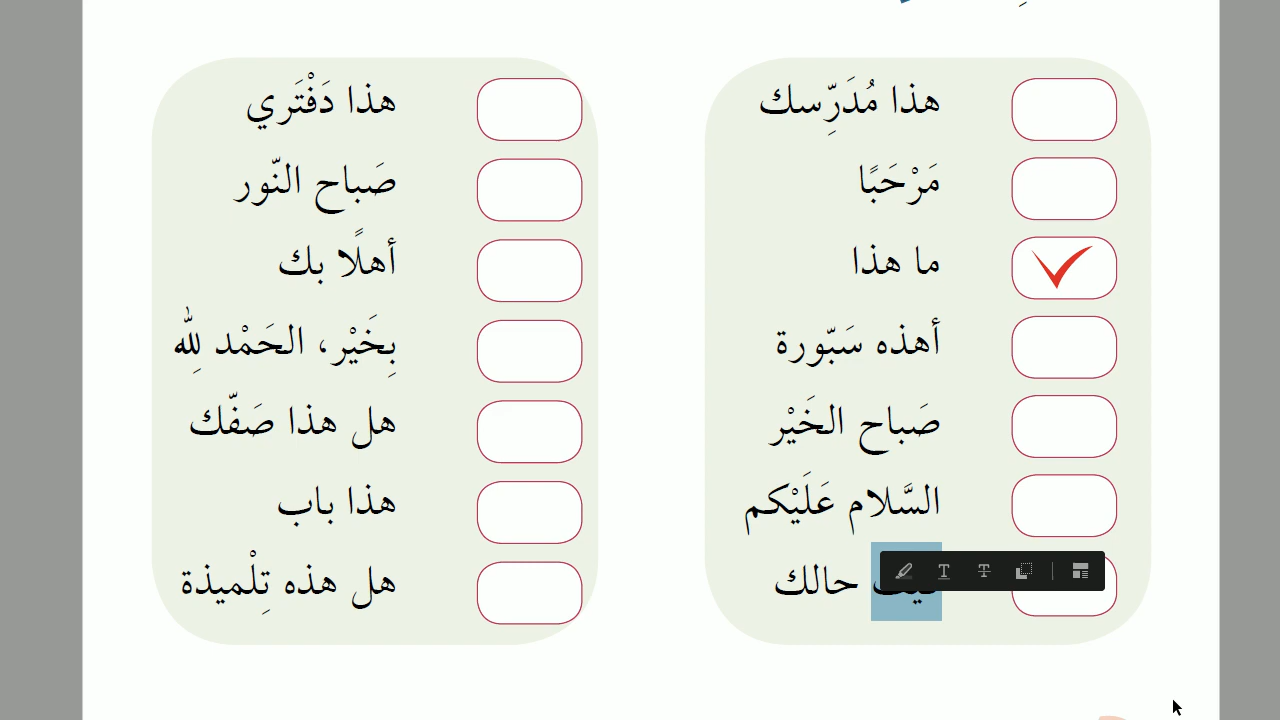 هذا مُدَرِّسك
مَرْحَبًا
ما هذا
أهذه سَبّورة
صَباح الخَيْر
السَّلام عَلَيْكم
حالك
هذا دَفْتَري
صَباح النّور
أهلًا بك
بِخَيْر، الحَمْد لِلّٰه
هل هذا صَفّك
هذا باب
هل هذه تِلْميذة